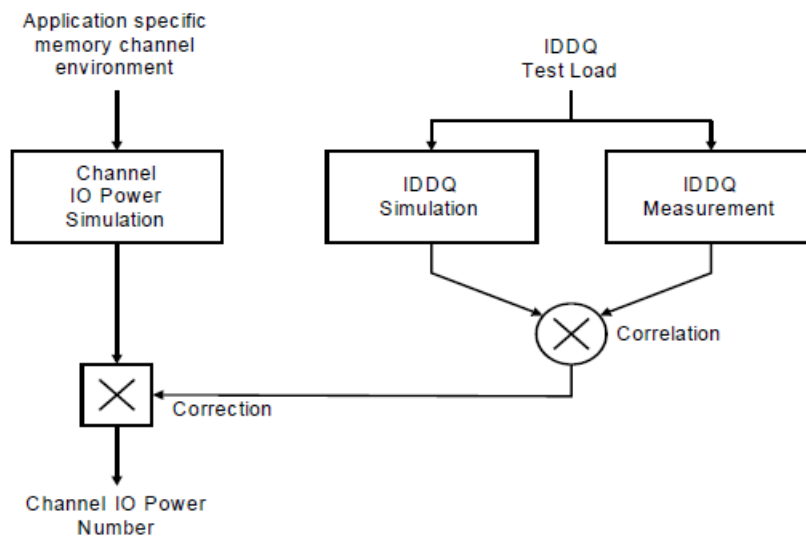 Application specific
memory channel
environment
IDDQ
Test Load
Channel
IO Power
Simulation
IDDQ
Simulation
IDDQ
Measurement
Correlation
Correction
Channel IO Power
Number